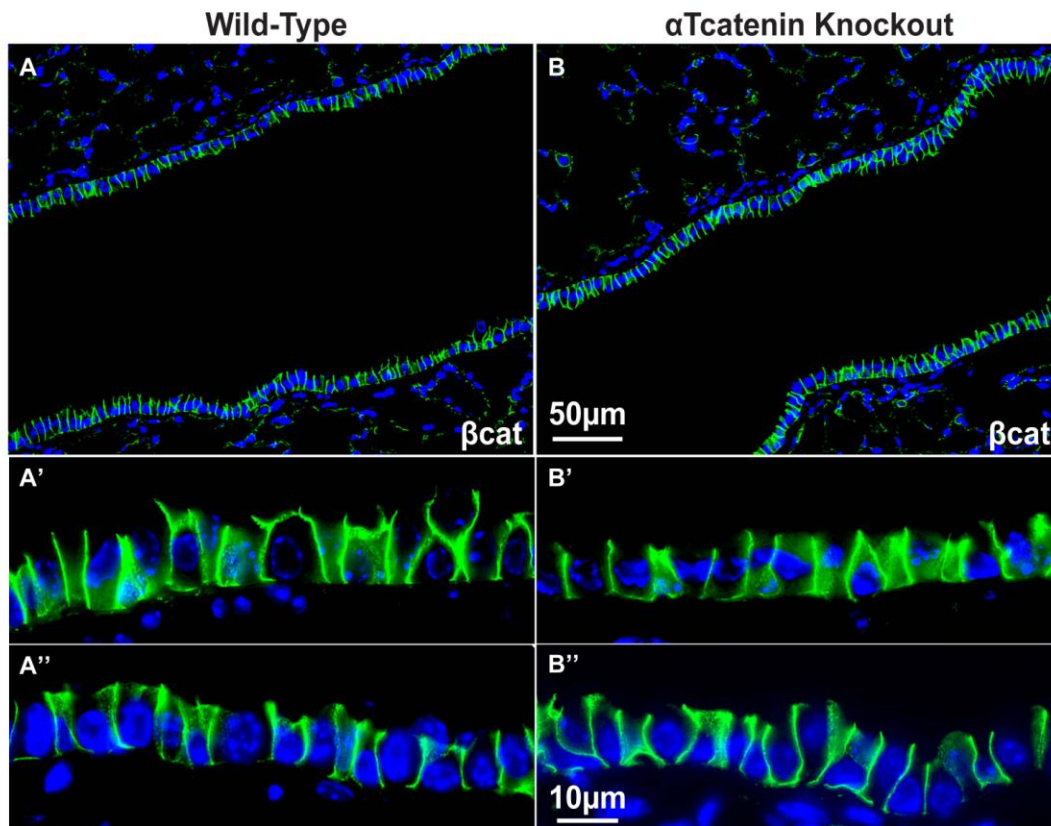 Wild-Type
αTcatenin Knockout
A
B
βcat
50μm
βcat
A’
B’
A’’
B’’
10μm